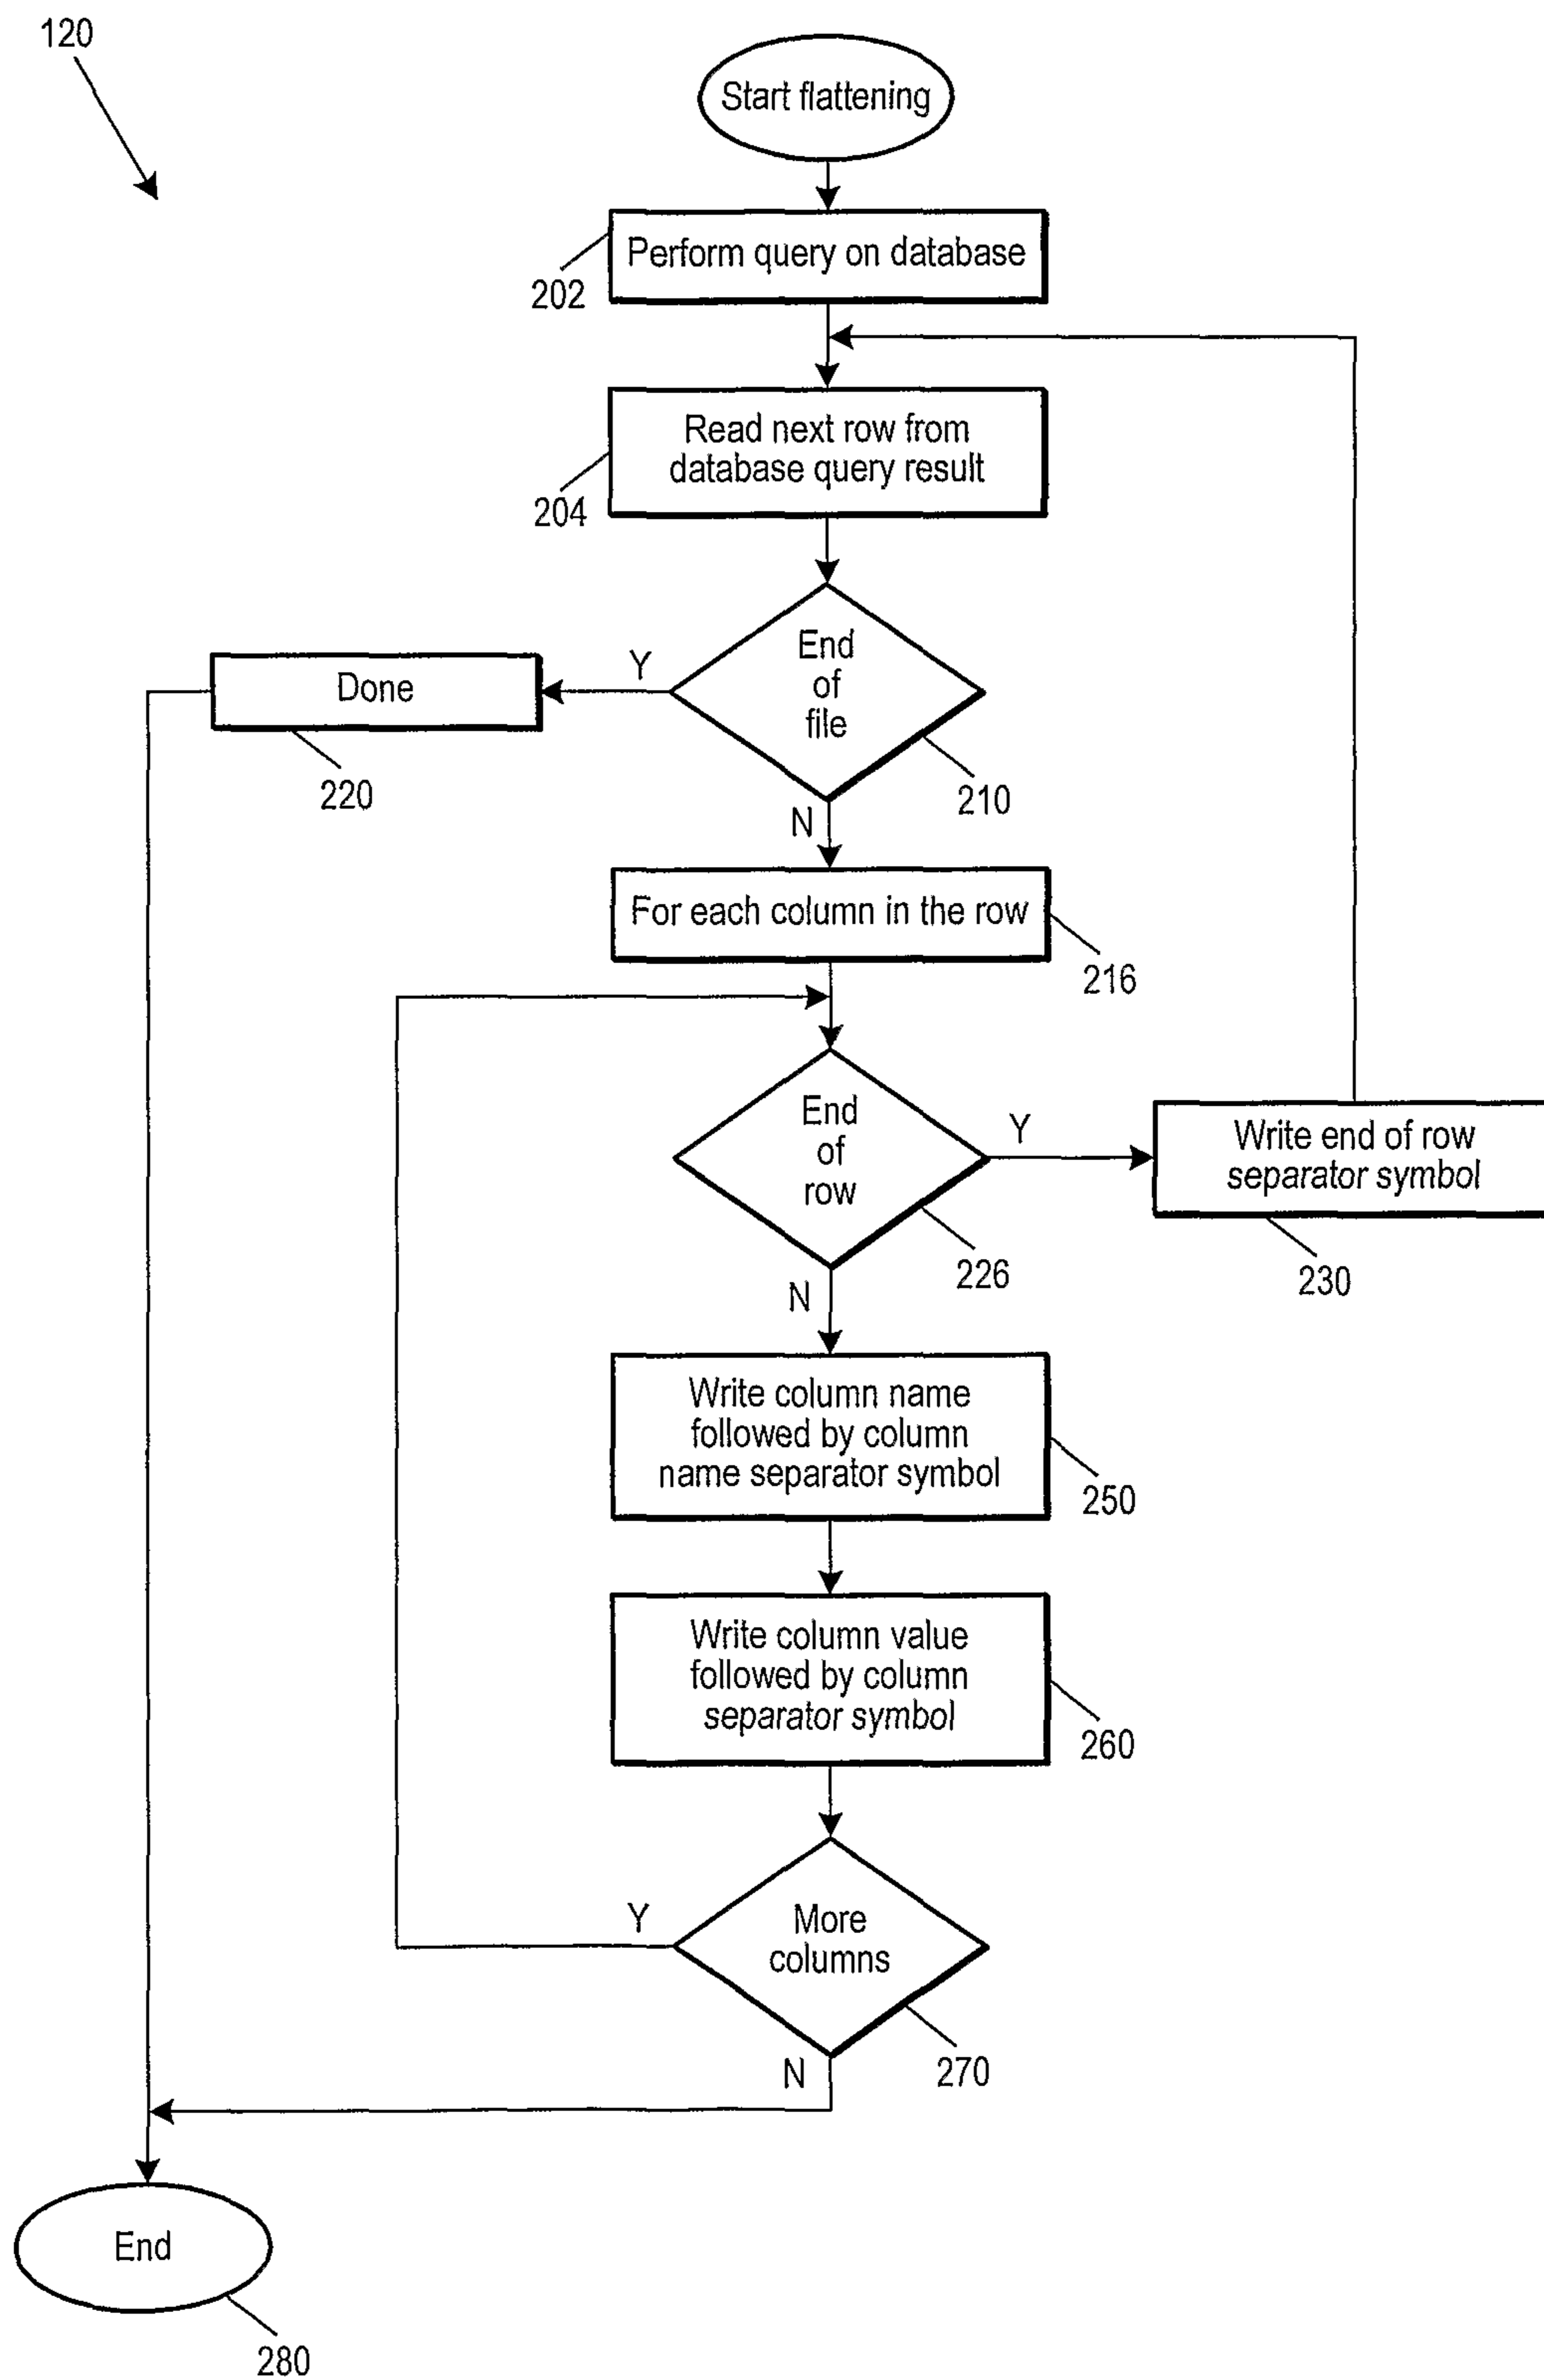 120
Start flattening
Perform query on database
202
Read next row from
database query result
204
End
of
file
Y
Done
220
210
N
For each column in the row
216
End
of
row
Y
Write end of row
separator symbol
226
230
N
Write column name
followed by column
name separator symbol
250
Write column value
followed by column
separator symbol
260
More
columns
Y
270
N
End
280